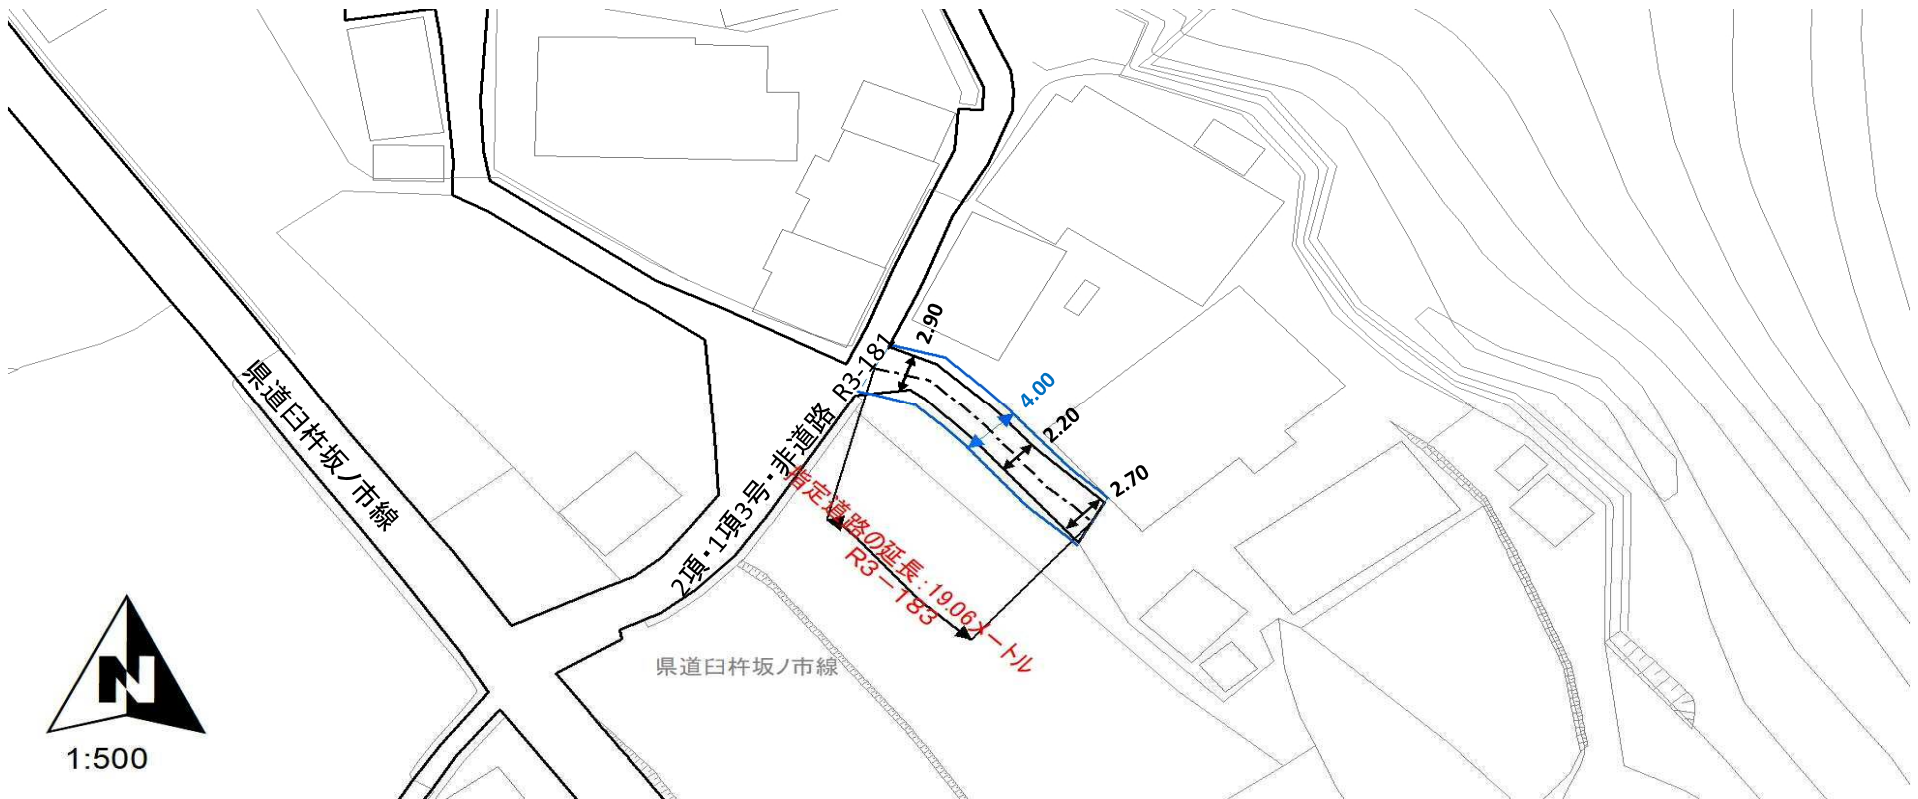 県道臼杵坂ノ市線
2項・1項3号・非道路 R3-181
2.90
4.00
2.20
2.70
指定道路の延長：19.06メートル
R3－183
県道臼杵坂ノ市線
N
1:500